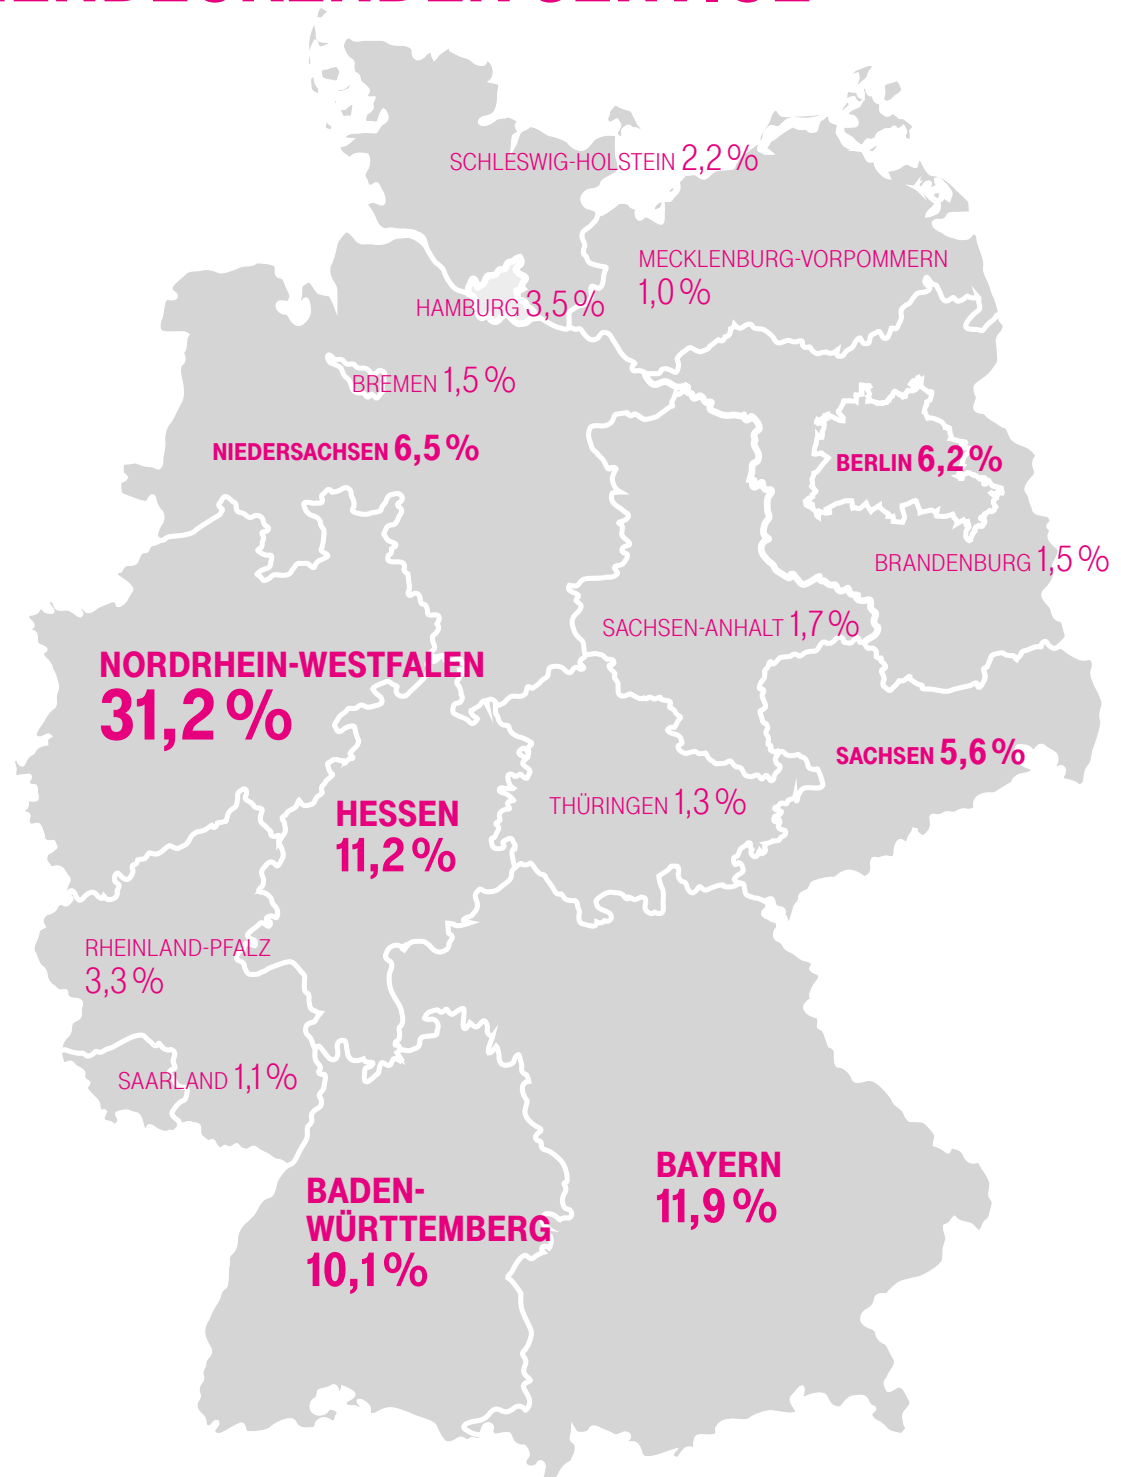 SCHLESWIG-HOLSTEIN 2,2 %
MECKLENBURG-VORPOMMERN
1,0 %
HAMBURG 3,5 %
BREMEN 1,5 %
NIEDERSACHSEN 6,5 %
BERLIN 6,2 %
BRANDENBURG 1,5 %
SACHSEN-ANHALT 1,7 %
NORDRHEIN-WESTFALEN
31,2 %
SACHSEN 5,6 %
HESSEN
11,2 %
THÜRINGEN 1,3 %
RHEINLAND-PFALZ
3,3 %
SAARLAND 1,1 %
BADEN-
WÜRTTEMBERG
10,1 %
BAYERN
11,9 %